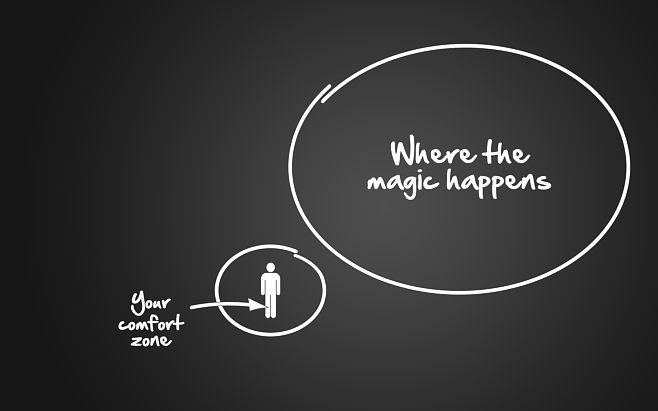 Where the
magic happens
Your
comfort
zone